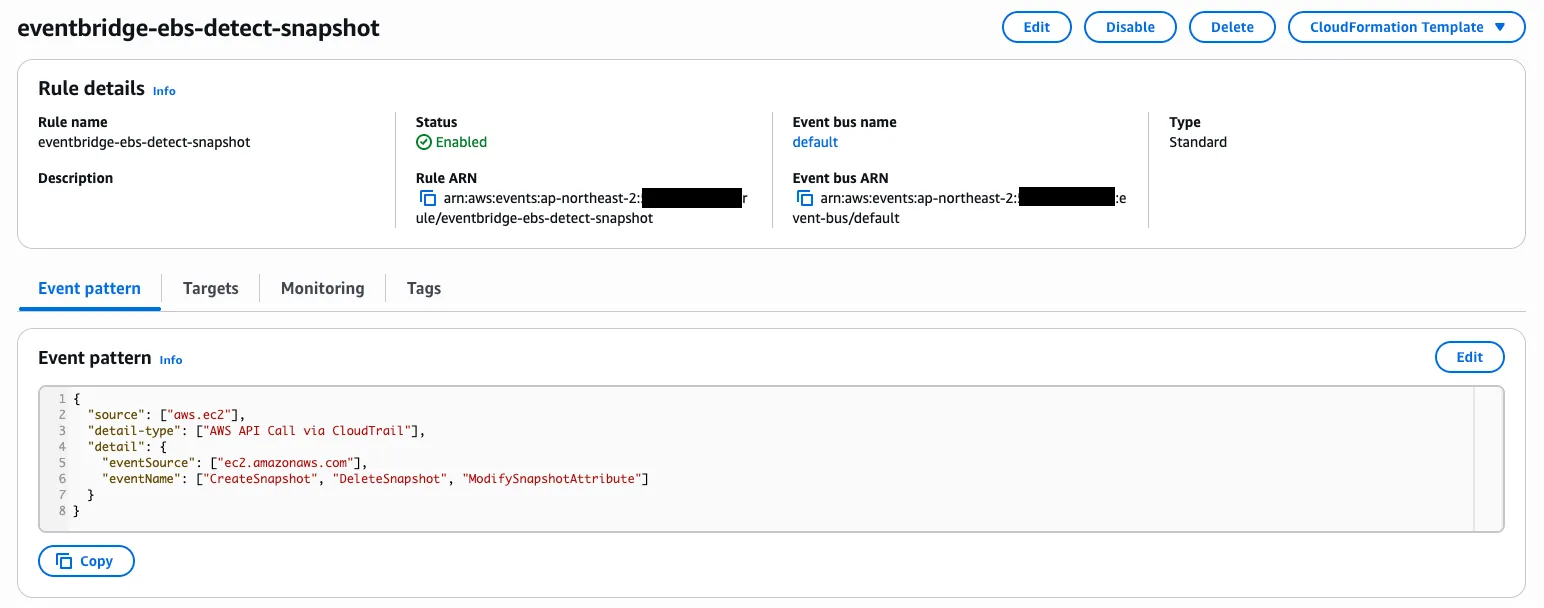 eventbridge-ebs-detect-snapshot
Edit
Disable
Delete
CloudFormation Template
Rule details Info
Rule name
eventbridge-ebs-detect-snapshot
Description
Status
Enabled
Rule ARN
arn:aws:events:ap-northeast-2: r
ule/eventbridge-ebs-detect-snapshot
Event bus name
default
Event bus ARN
arn:aws:events:ap-northeast-2: :e
vent-bus/default
Type
Standard
Event pattern
Targets
Monitoring
Tags
Event pattern Info
Edit
1 {
2 "source": ["aws.ec2"],
3 "detail-type": ["AWS API Call via CloudTrail"],
4 "detail": {
5 "eventSource": ["ec2.amazonaws.com"],
6 "eventName": ["CreateSnapshot", "DeleteSnapshot", "ModifySnapshotAttribute"]
7 }
8 }
Copy